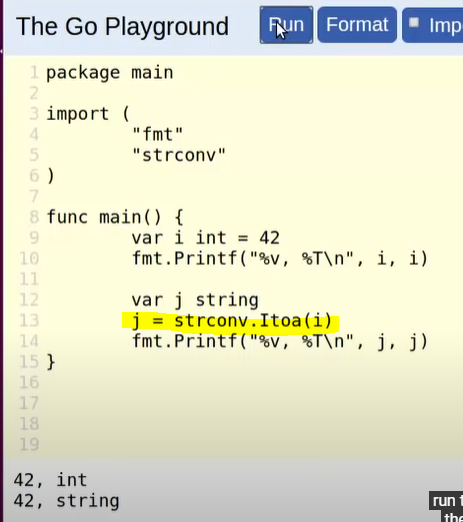 The Go Playground Run Format Imp
1 package main
2
3 import (
4 "fmt"
5 "strconv"
6 )
7
8 func main() {
9 var i int = 42
10 fmt.Printf("%v, %T\n", i, i)
11
12 var j string
13 j = strconv.Itoa(i)
14 fmt.Printf("%v, %T\n", j, j)
15 }
16
17
18
19
42, int
42, string
run
the